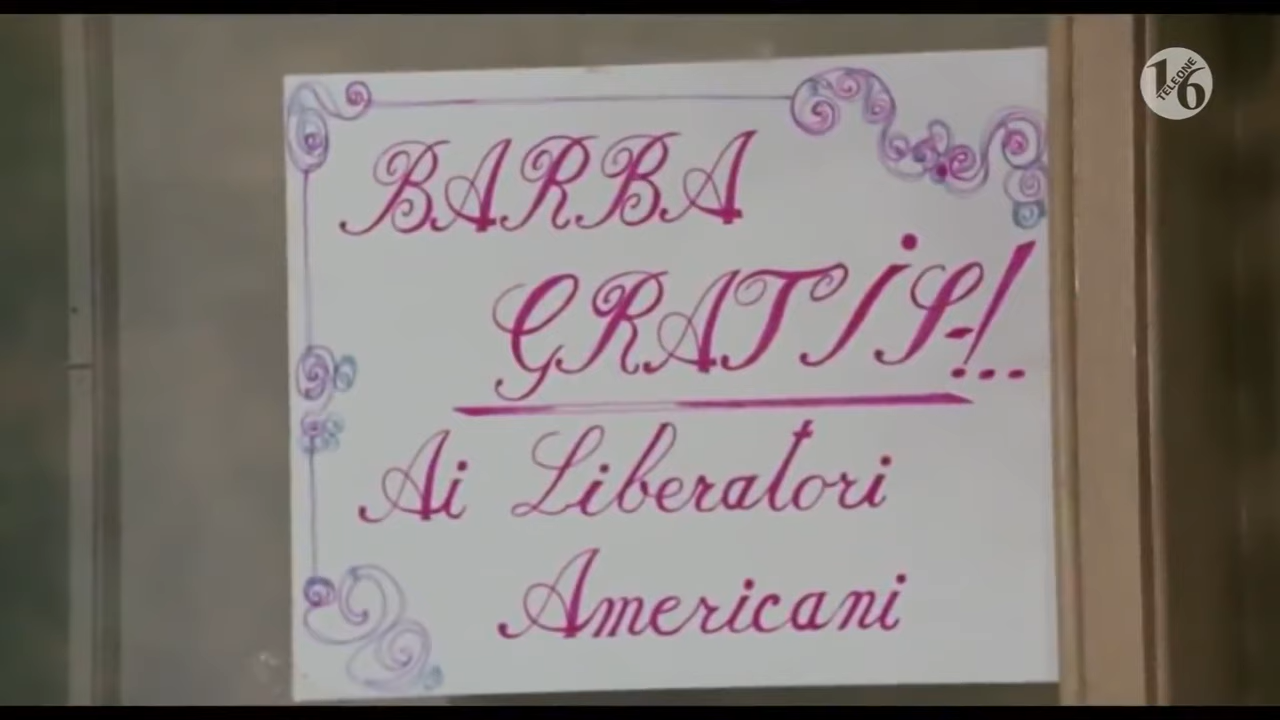 BARBA
GRATIS!...
Ai Liberatori
Americani
16
TELEONE